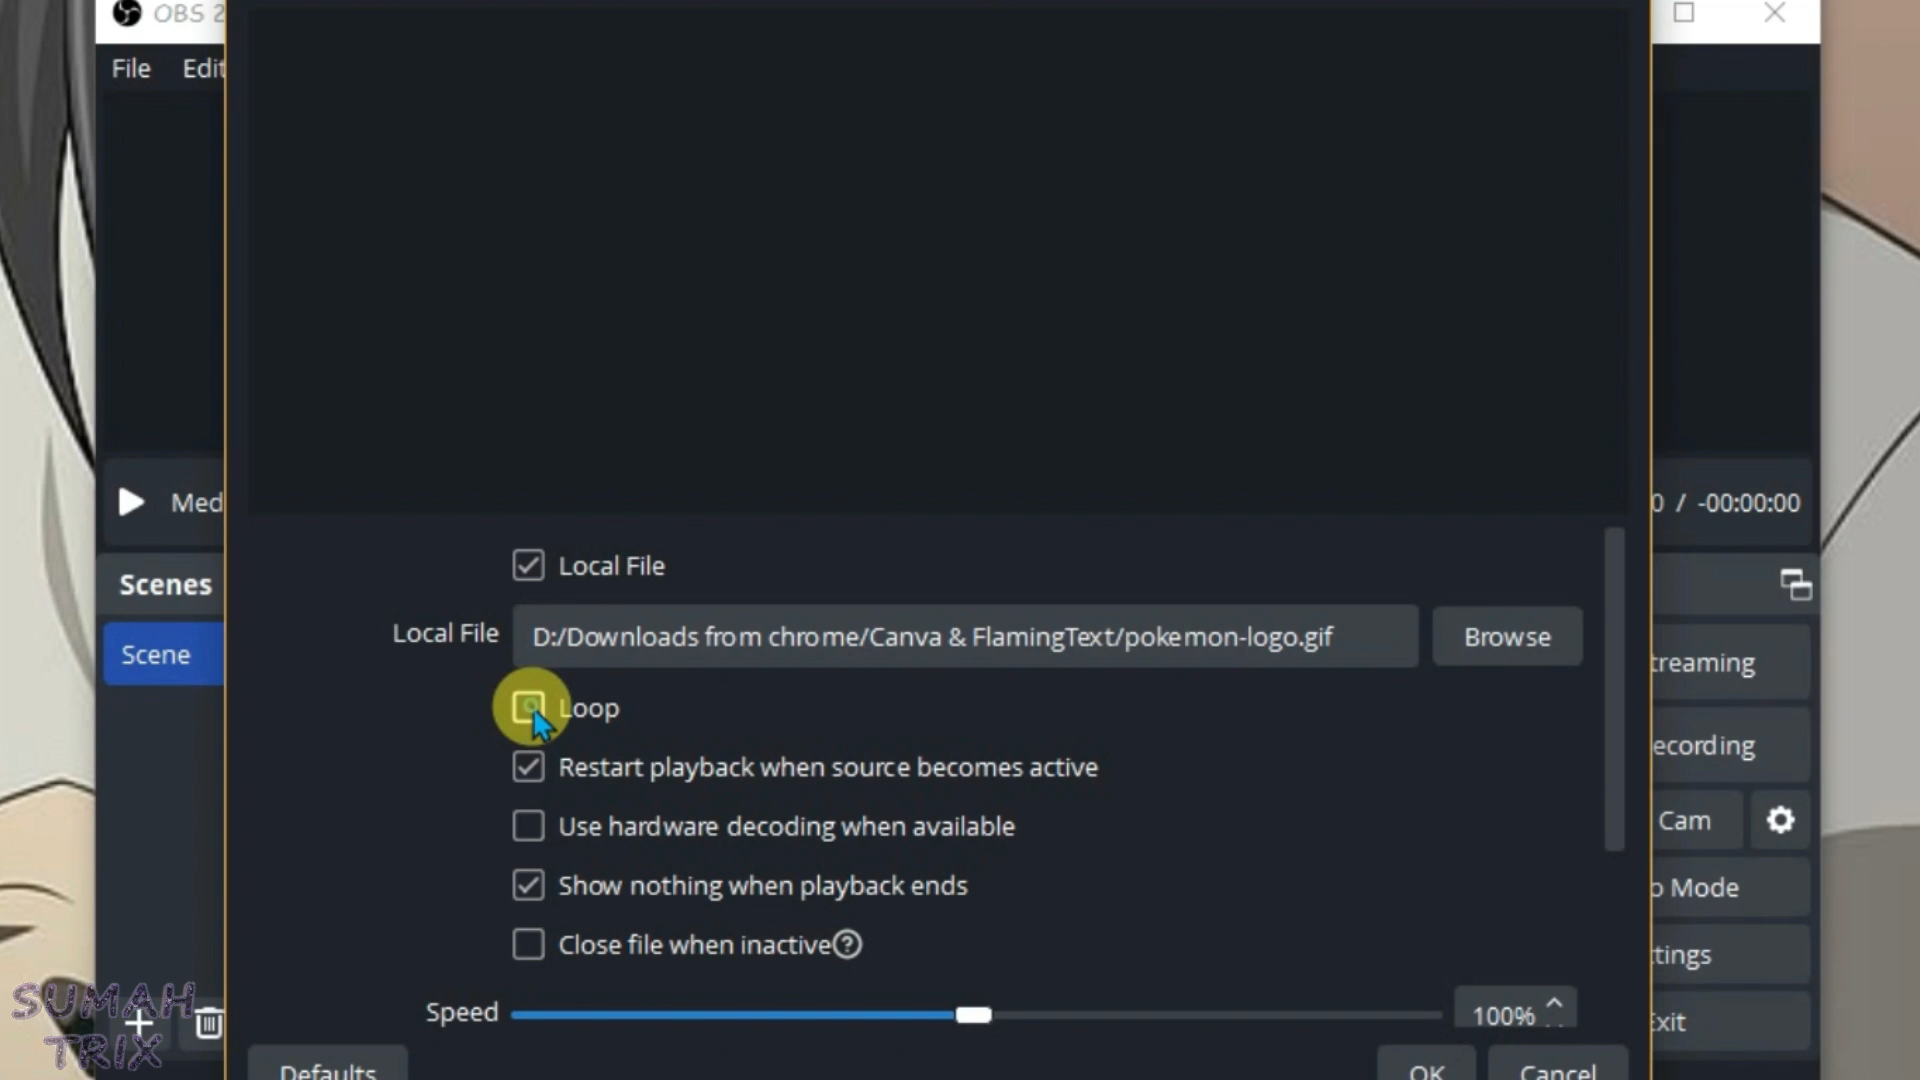 OBS 2
File Edit
Med
0 / -00:00:00
Scenes
Scene
Local File
Local File D:/Downloads from chrome/Canva & FlamingText/pokemon-logo.gif Browse
Loop
Restart playback when source becomes active
Use hardware decoding when available
Show nothing when playback ends
Close file when inactive?
Speed 100%
Defaults OK Cancel
treaming
ecording
Cam
o Mode
tings
Exit
SUMAH
TRIX